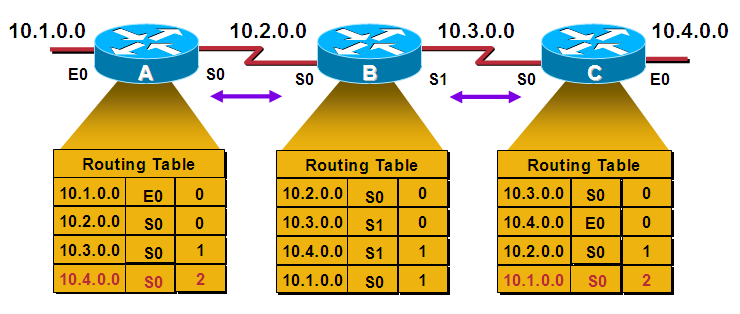 10.1.0.0 10.2.0.0 10.3.0.0 10.4.0.0
E0 A S0 S0 B S1 S0 C E0
Routing Table
10.1.0.0 E0 0
10.2.0.0 S0 0
10.3.0.0 S0 1
10.4.0.0 S0 2
Routing Table
10.2.0.0 S0 0
10.3.0.0 S1 0
10.4.0.0 S1 1
10.1.0.0 S0 1
Routing Table
10.3.0.0 S0 0
10.4.0.0 E0 0
10.2.0.0 S0 1
10.1.0.0 S0 2